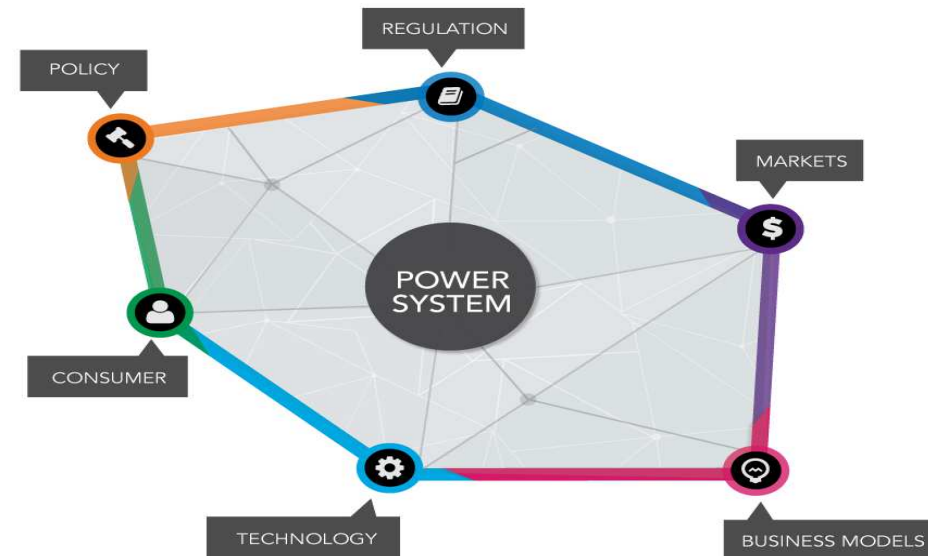 REGULATION
POLICY
MARKETS
POWER
SYSTEM
CONSUMER
TECHNOLOGY
BUSINESS MODELS